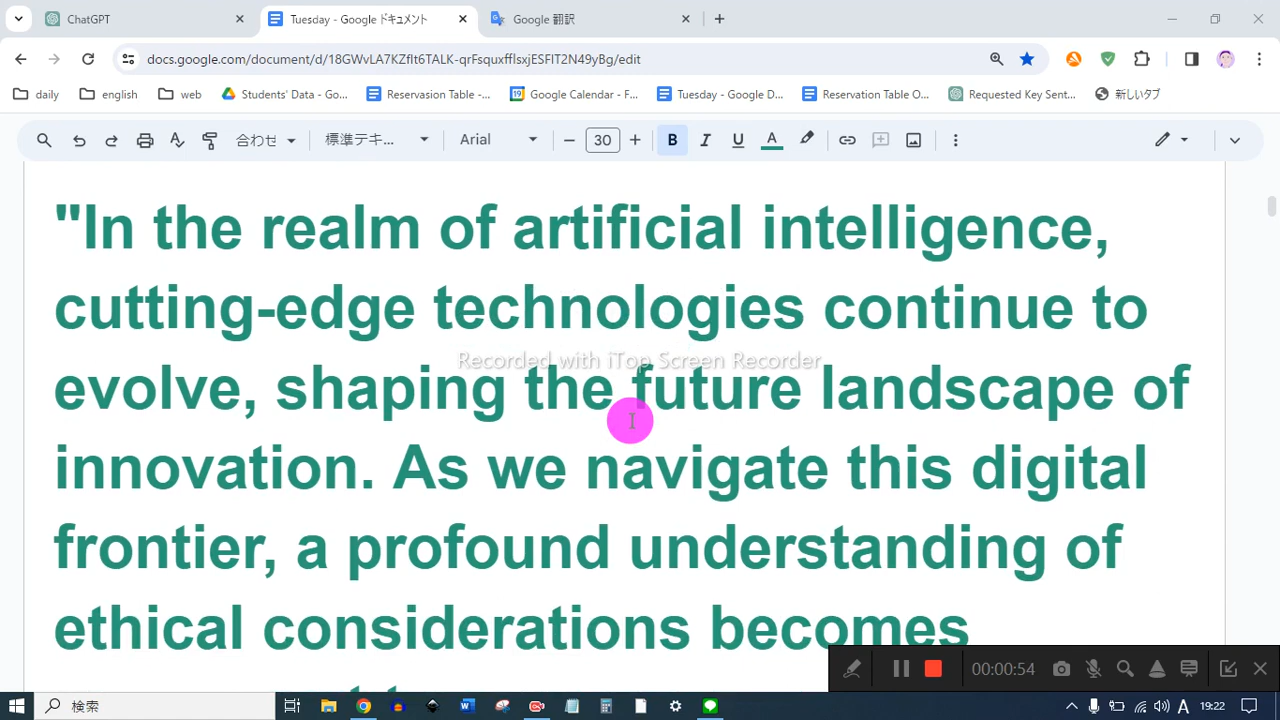 ChatGPT
Tuesday - Google ドキュメント
Google 翻訳
docs.google.com/document/d/18GWvLA7KZfIt6TALK-qrFsquxfflsxjESFIT2N49yBg/edit
daily
english
web
Students' Data - Go...
Reservasion Table -...
Google Calendar - F...
Tuesday - Google D...
Reservation Table O...
Requested Key Sent...
新しいタブ
合わせ
標準テキ...
Arial
30
B
I
U
A
"In the realm of artificial intelligence,
cutting-edge technologies continue to
evolve, shaping the future landscape of
innovation. As we navigate this digital
frontier, a profound understanding of
ethical considerations becomes
Recorded with iTop Screen Recorder
00:00:54
検索
A
19:22